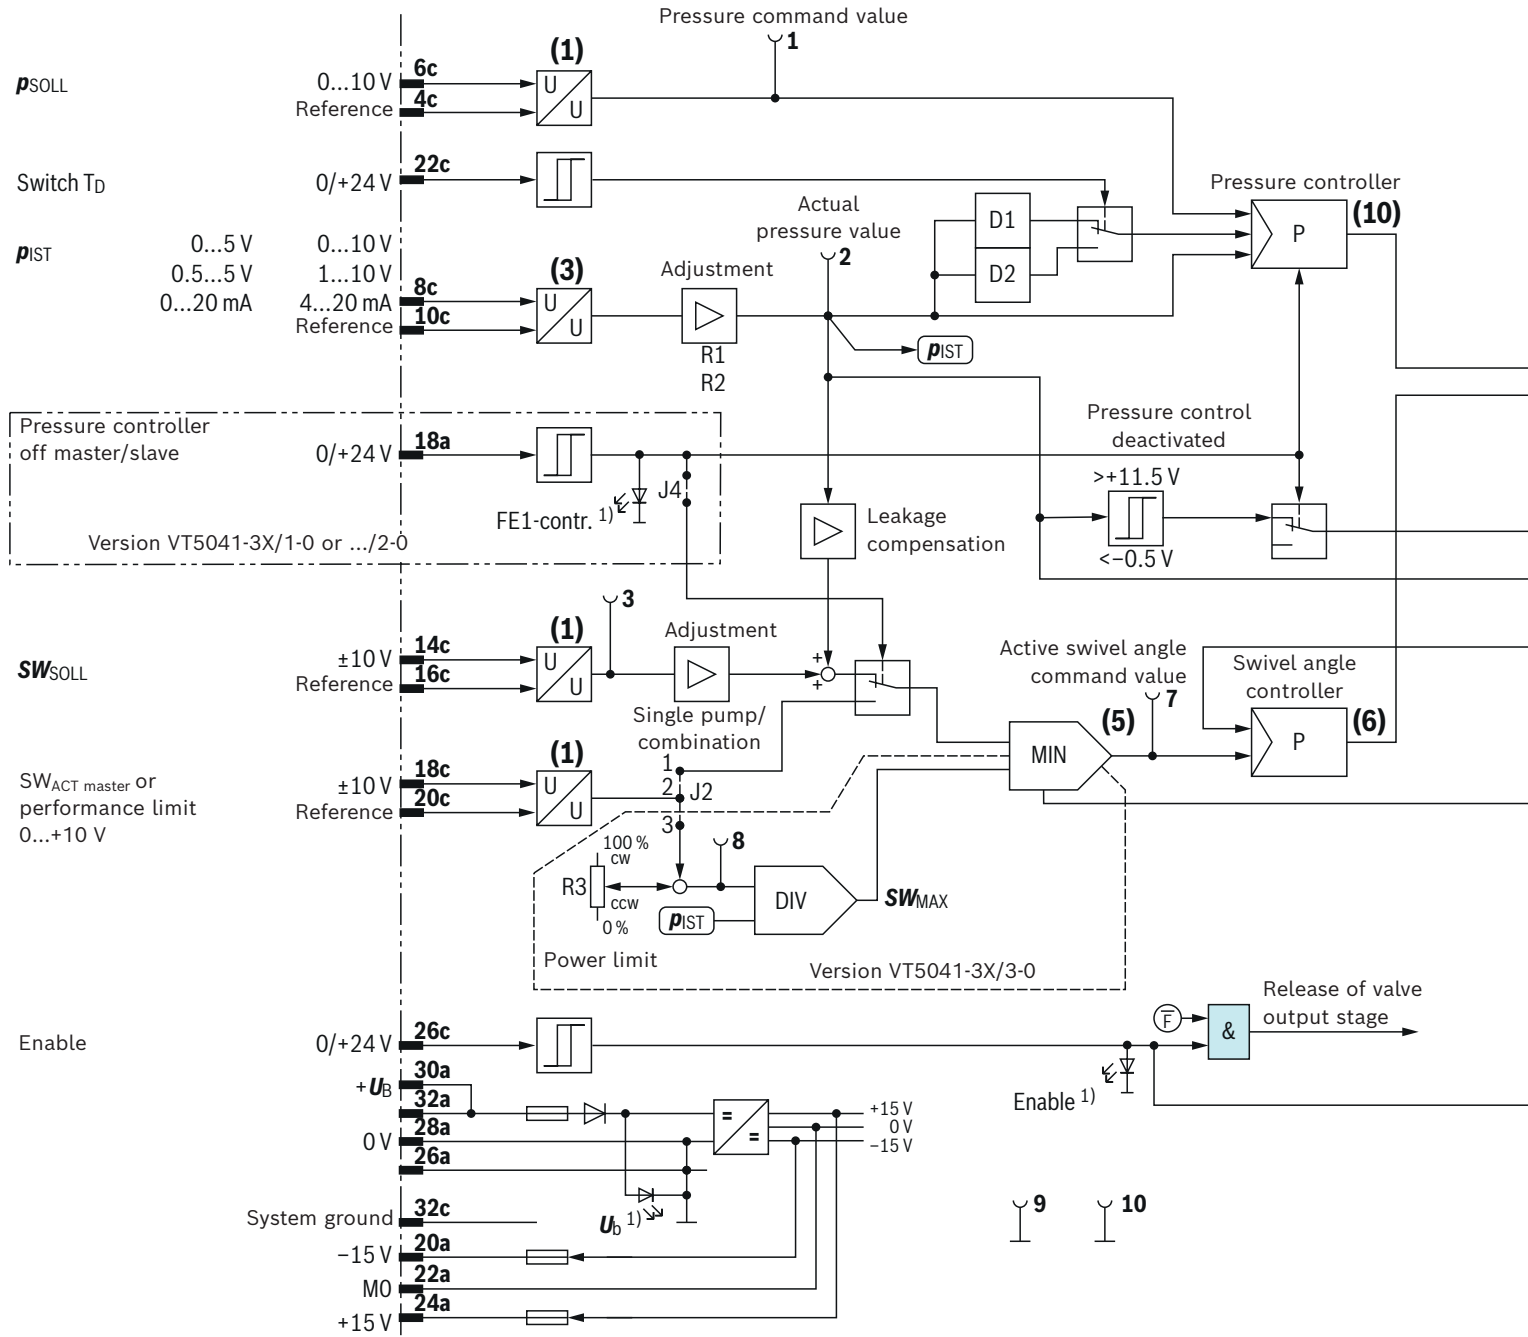 Pressure command value
1
(1)
6c
pSOLL
0...10 V
4c
Reference
U
U
22c
Switch TD
0/+24 V
Pressure controller
(10)
P
D1
D2
Actual
pressure value
2
pIST
0...5 V
0...10 V
0.5...5 V
1...10 V
0...20 mA
4...20 mA
8c
10c
Reference
(3)
U
U
Adjustment
R1
R2
pIST
Pressure controller
off master/slave
0/+24 V
18a
J4
FE1-contr. 1)
Version VT5041-3X/1-0 or .../2-0
Pressure control
deactivated
>+11.5 V
<−0.5 V
Leakage
compensation
3
(1)
14c
SWSOLL
±10 V
16c
Reference
U
U
Adjustment
+
+
Single pump/
combination
Active swivel angle
command value
7
Swivel angle
controller
(5)
(6)
MIN
P
(1)
18c
SWACT master or
performance limit
0...+10 V
±10 V
20c
Reference
U
U
1
2
J2
3
100 %
cw
R3
ccw
0 %
8
DIV
SWMAX
pIST
Power limit
Version VT5041-3X/3-0
Release of valve
output stage
F̅
&
26c
Enable
0/+24 V
Enable 1)
30a
+UB
32a
28a
0 V
26a
=
=
+15 V
0 V
−15 V
Ub 1)
32c
System ground
20a
−15 V
22a
M0
24a
+15 V
9
10